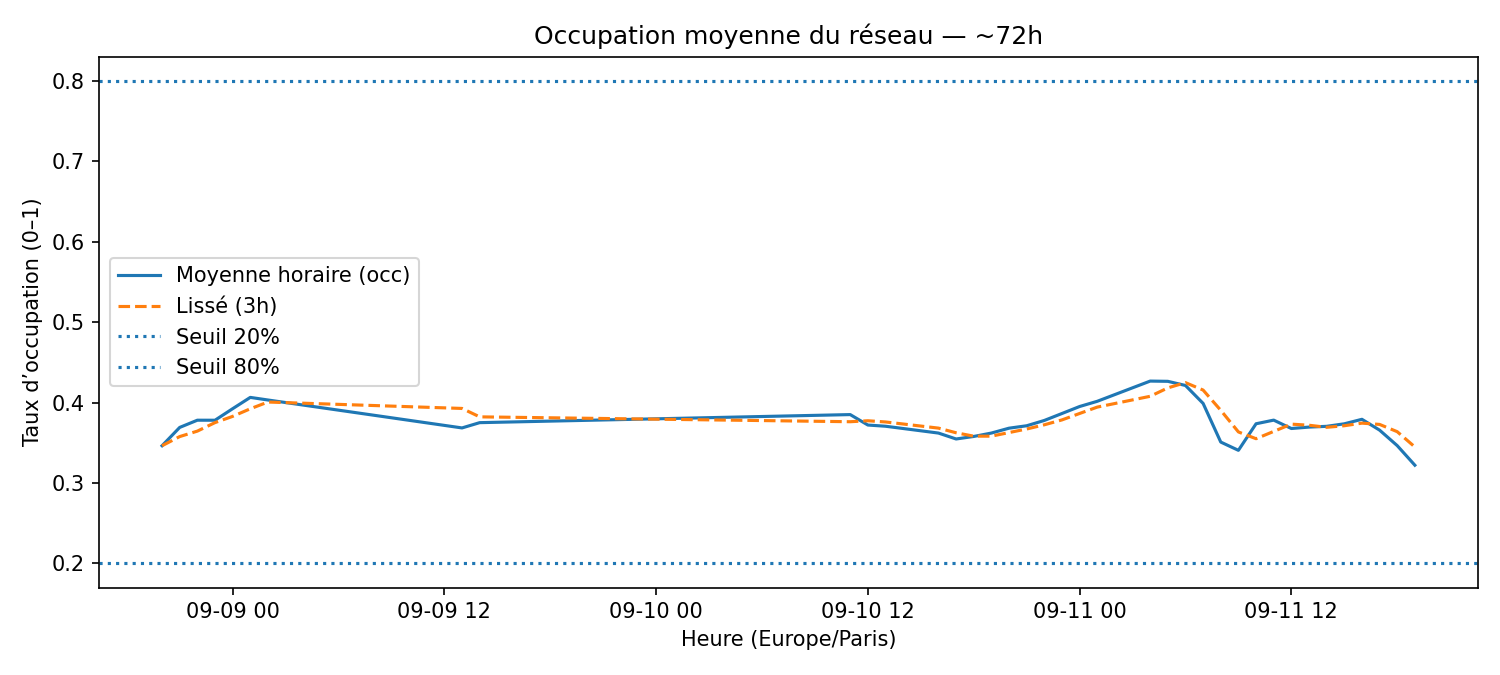 Occupation moyenne du réseau — ~72h
Taux d’occupation (0–1)
0.8
0.7
0.6
0.5
0.4
0.3
0.2
Moyenne horaire (occ)
Lissé (3h)
Seuil 20%
Seuil 80%
09-09 00
09-09 12
09-10 00
09-10 12
09-11 00
09-11 12
Heure (Europe/Paris)